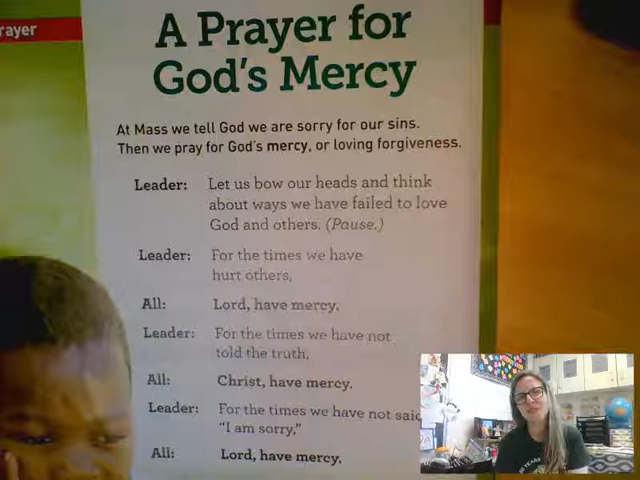 rayer
A Prayer for
God's Mercy
At Mass we tell God we are sorry for our sins.
Then we pray for God's mercy, or loving forgiveness.
Leader: Let us bow our heads and think
about ways we have failed to love
God and others. (Pause.)
Leader: For the times we have
hurt others,
All: Lord, have mercy.
Leader: For the times we have not
told the truth,
All: Christ, have mercy.
Leader: For the times we have not said
"I am sorry,"
All: Lord, have mercy.